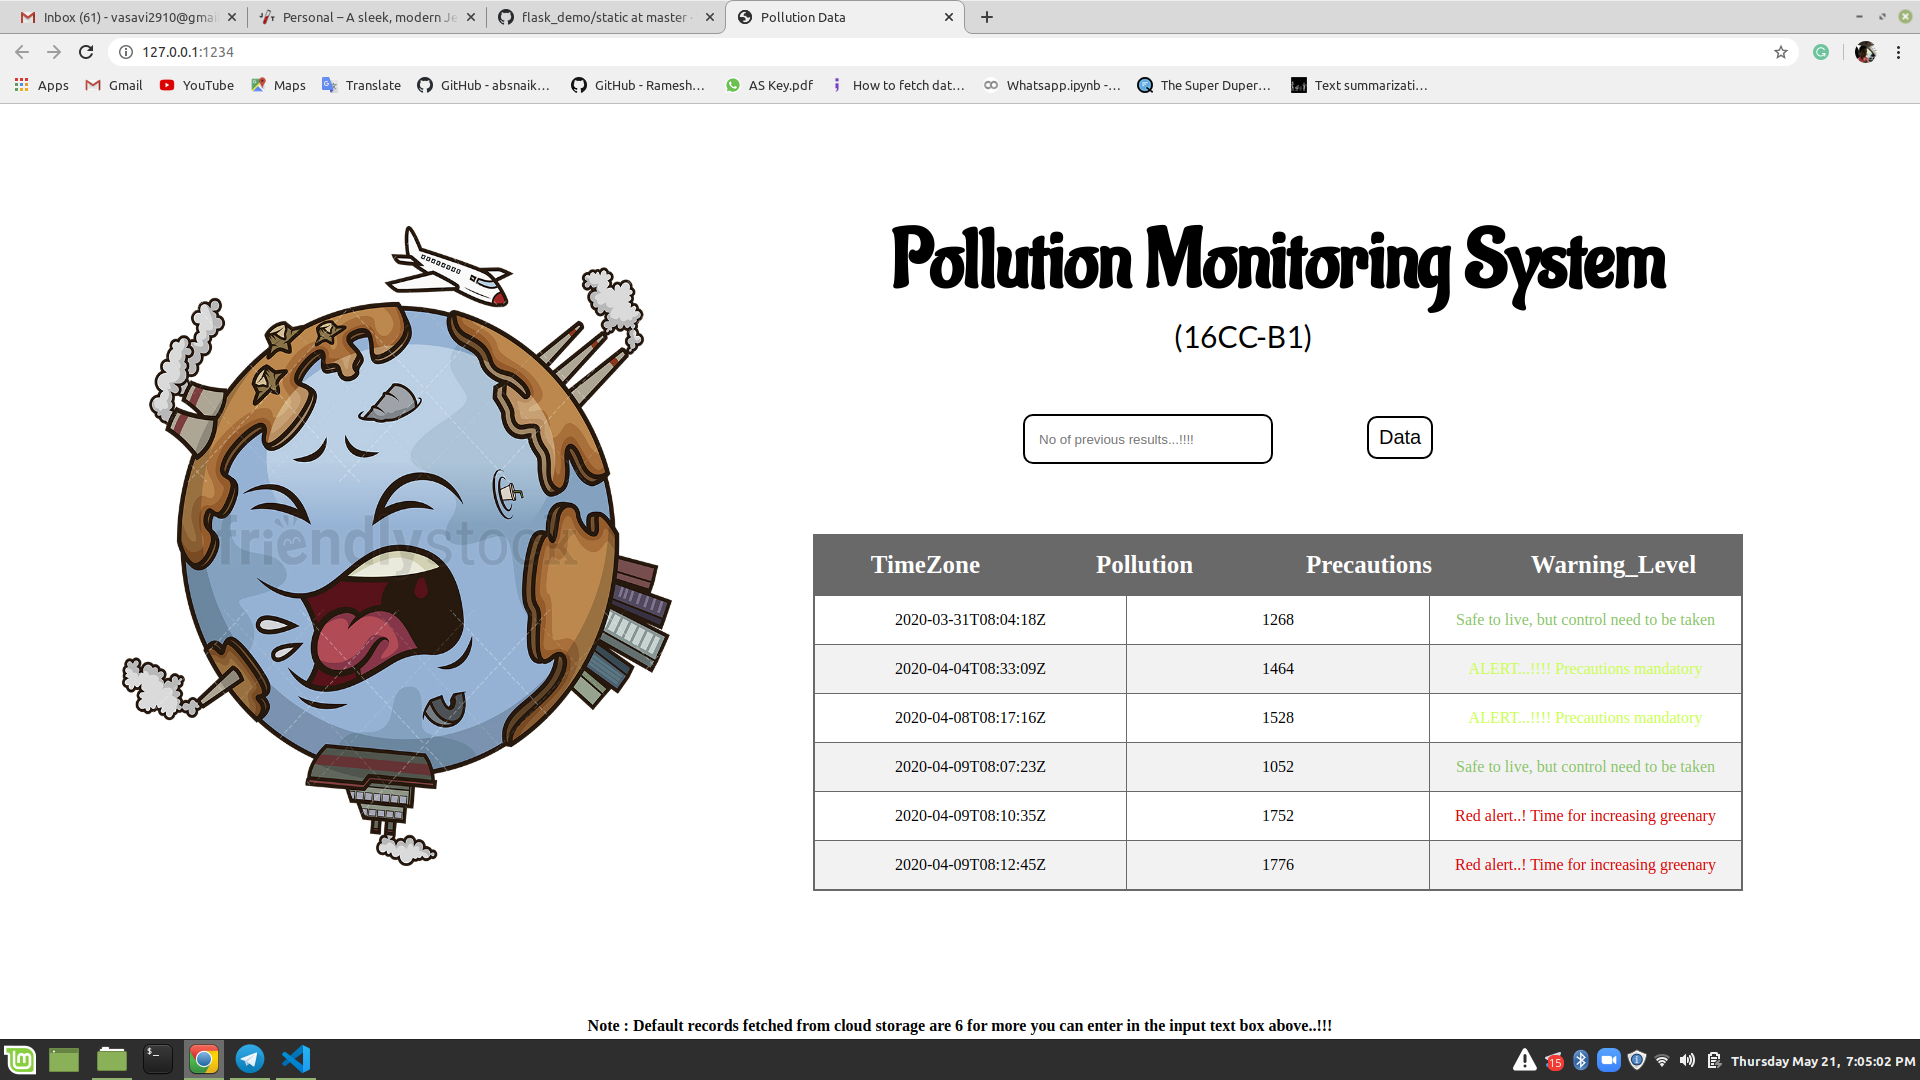 Inbox (61) - vasavi2910@gmai
Personal – A sleek, modern Je
flask_demo/static at master
Pollution Data
127.0.0.1:1234
Apps
Gmail
YouTube
Maps
Translate
GitHub - absnaik...
GitHub - Ramesh...
AS Key.pdf
How to fetch dat...
Whatsapp.ipynb -...
The Super Duper...
Text summarizati...
Pollution Monitoring System
(16CC-B1)
No of previous results...!!!!
Data
friendlystock
TimeZone Pollution Precautions Warning_Level
2020-03-31T08:04:18Z 1268 Safe to live, but control need to be taken
2020-04-04T08:33:09Z 1464 ALERT...!!!! Precautions mandatory
2020-04-08T08:17:16Z 1528 ALERT...!!!! Precautions mandatory
2020-04-09T08:07:23Z 1052 Safe to live, but control need to be taken
2020-04-09T08:10:35Z 1752 Red alert..! Time for increasing greenary
2020-04-09T08:12:45Z 1776 Red alert..! Time for increasing greenary
Note : Default records fetched from cloud storage are 6 for more you can enter in the input text box above..!!!
15
Thursday May 21, 7:05:02 PM